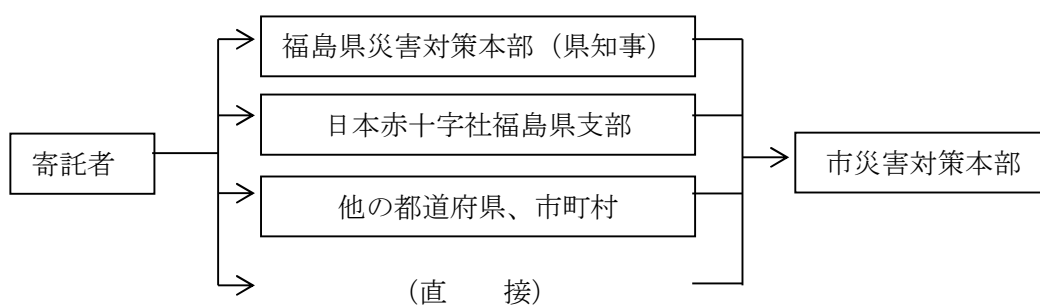 福島県災害対策本部（県知事）
日本赤十字社福島県支部
寄託者
市災害対策本部
他の都道府県、市町村
（直　　接）